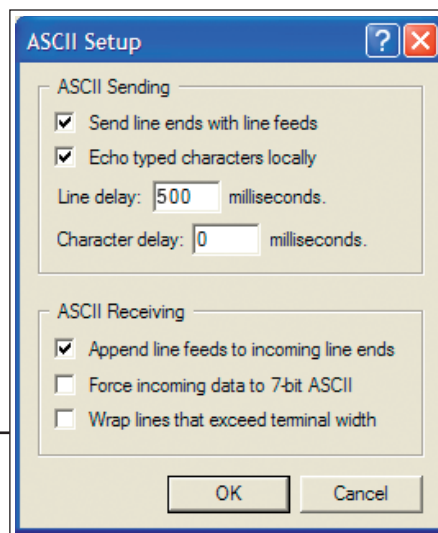 ASCII Setup
ASCII Sending
Send line ends with line feeds
Echo typed characters locally
Line delay: 500 milliseconds.
Character delay: 0 milliseconds.
ASCII Receiving
Append line feeds to incoming line ends
Force incoming data to 7-bit ASCII
Wrap lines that exceed terminal width
OK Cancel